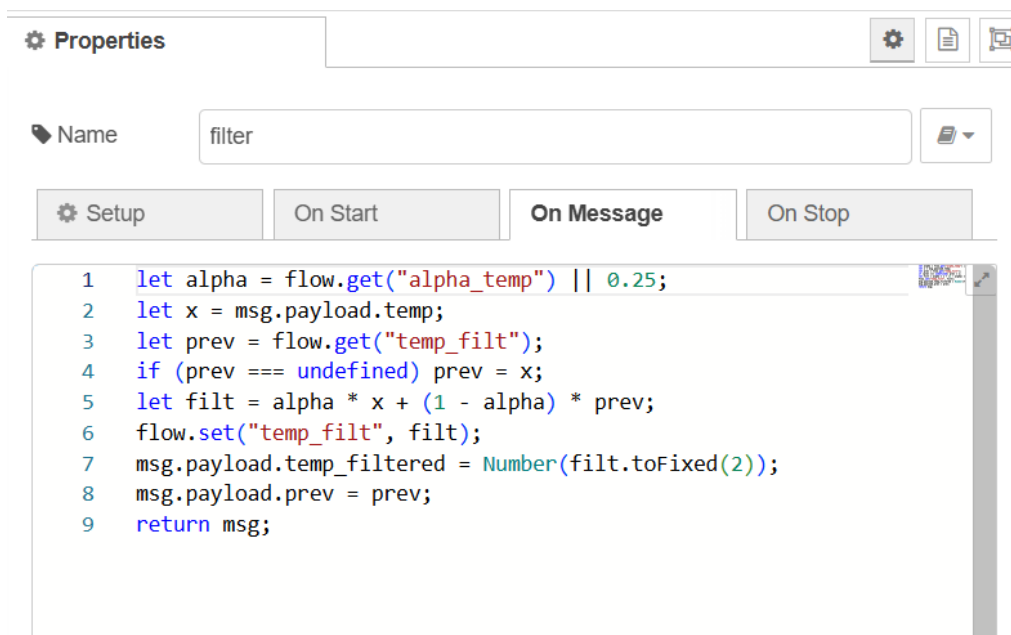 Properties
Name
filter
Setup
On Start
On Message
On Stop
1 let alpha = flow.get("alpha_temp") || 0.25;
2 let x = msg.payload.temp;
3 let prev = flow.get("temp_filt");
4 if (prev === undefined) prev = x;
5 let filt = alpha * x + (1 - alpha) * prev;
6 flow.set("temp_filt", filt);
7 msg.payload.temp_filtered = Number(filt.toFixed(2));
8 msg.payload.prev = prev;
9 return msg;